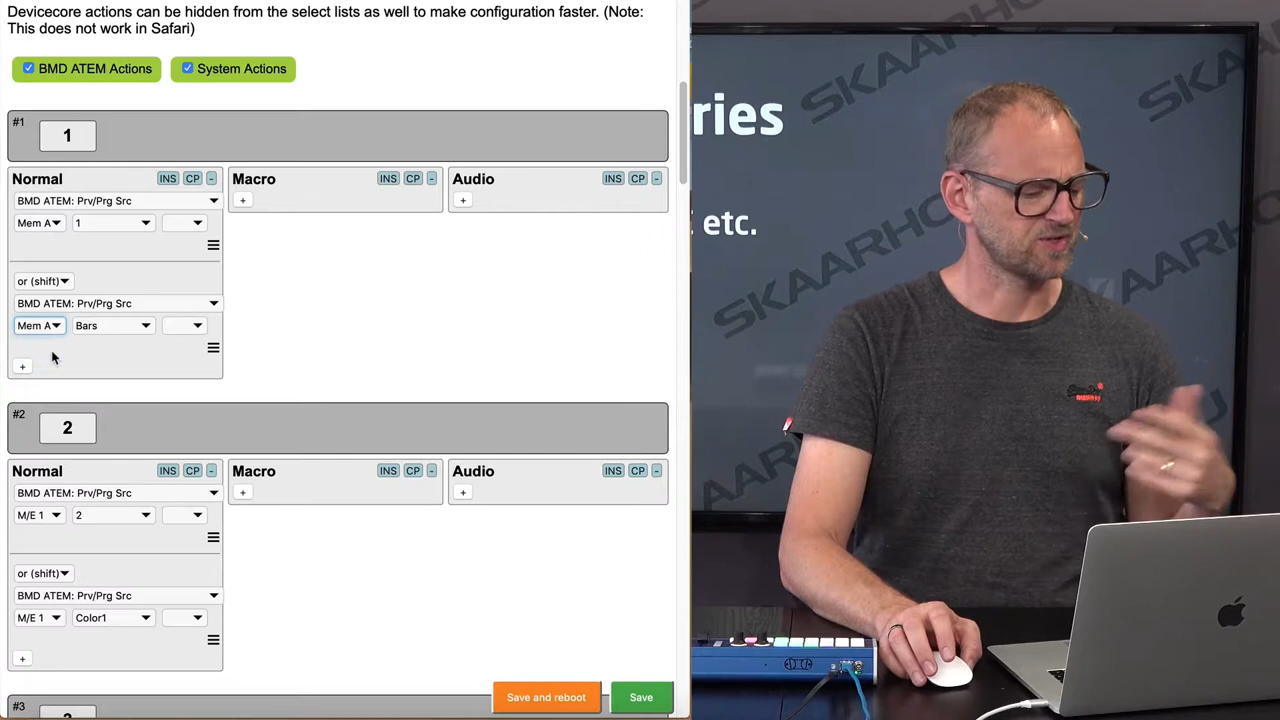 Devicecore actions can be hidden from the select lists as well to make configuration faster. (Note:
This does not work in Safari)
BMD ATEM Actions
System Actions
#1
1
Normal
INS
CP
-
BMD ATEM: Prv/Prg Src
Mem A
1
or (shift)
BMD ATEM: Prv/Prg Src
Mem A
Bars
+
Macro
INS
CP
-
+
Audio
INS
CP
-
+
#2
2
Normal
INS
CP
-
BMD ATEM: Prv/Prg Src
M/E 1
2
or (shift)
BMD ATEM: Prv/Prg Src
M/E 1
Color1
+
Macro
INS
CP
-
+
Audio
INS
CP
-
+
#3
Save and reboot
Save
SKAARHOJ
ries
etc.
SKAARHO
AARHOJ
SKAARHO